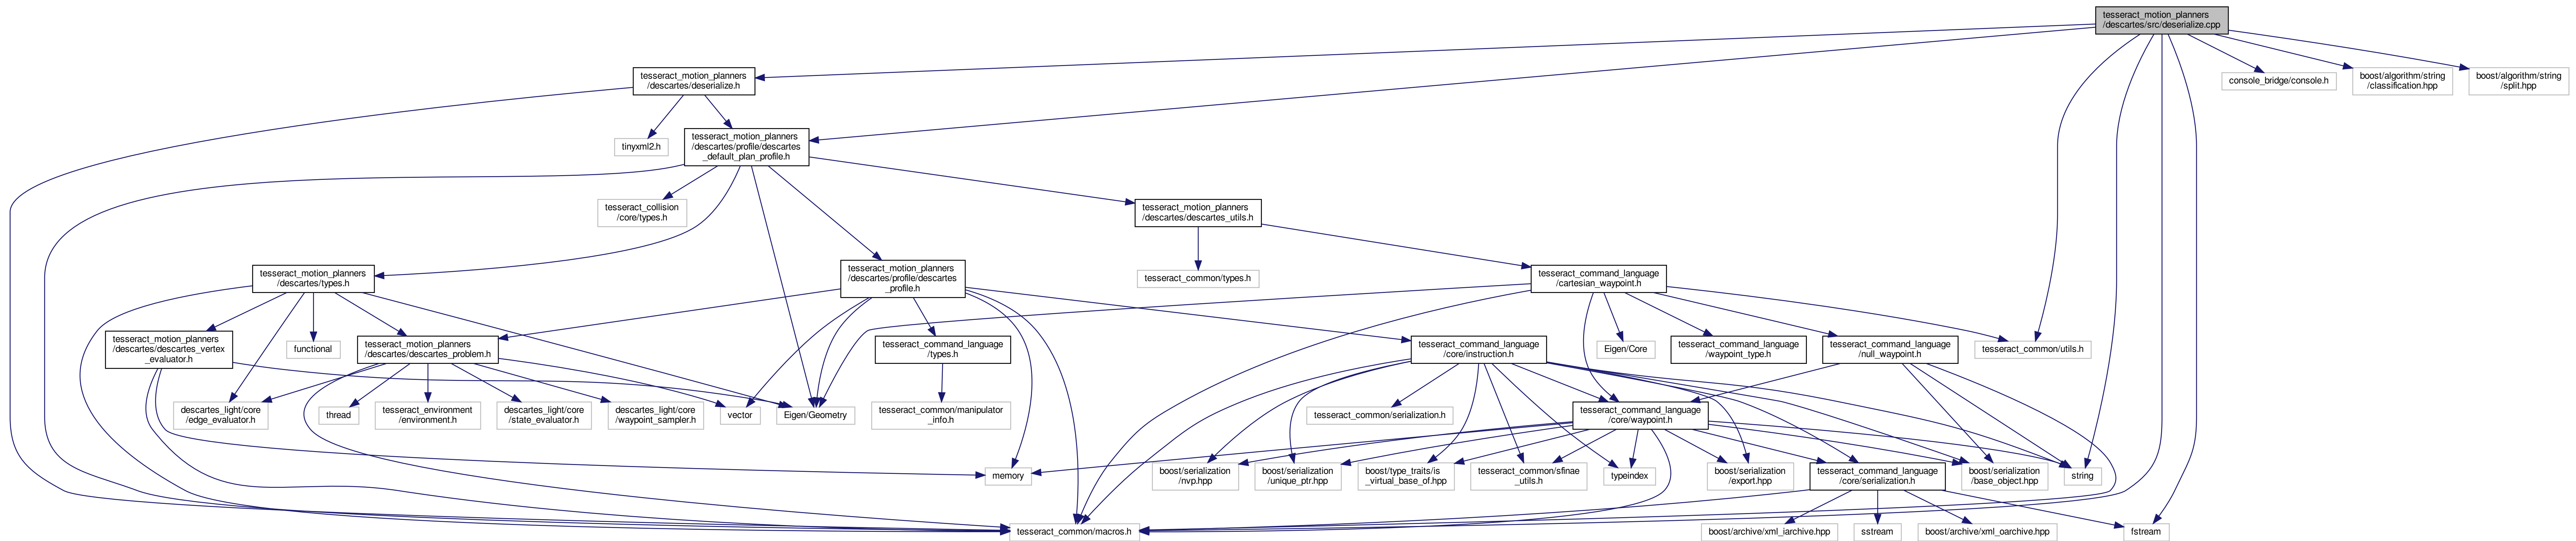 tesseract_motion_planners
/descartes/src/deserialize.cpp
tesseract_motion_planners
/descartes/deserialize.h
console_bridge/console.h
boost/algorithm/string
/classification.hpp
boost/algorithm/string
/split.hpp
tinyxml2.h
tesseract_motion_planners
/descartes/profile/descartes
_default_plan_profile.h
tesseract_collision
/core/types.h
tesseract_motion_planners
/descartes/descartes_utils.h
tesseract_motion_planners
/descartes/types.h
tesseract_motion_planners
/descartes/profile/descartes
_profile.h
tesseract_common/types.h
tesseract_command_language
/cartesian_waypoint.h
tesseract_motion_planners
/descartes/descartes_vertex
_evaluator.h
functional
tesseract_motion_planners
/descartes/descartes_problem.h
tesseract_command_language
/types.h
tesseract_command_language
/core/instruction.h
Eigen/Core
tesseract_command_language
/waypoint_type.h
tesseract_command_language
/null_waypoint.h
tesseract_common/utils.h
descartes_light/core
/edge_evaluator.h
thread
tesseract_environment
/environment.h
descartes_light/core
/state_evaluator.h
descartes_light/core
/waypoint_sampler.h
vector
Eigen/Geometry
tesseract_common/manipulator
_info.h
tesseract_common/serialization.h
tesseract_command_language
/core/waypoint.h
memory
boost/serialization
/nvp.hpp
boost/serialization
/unique_ptr.hpp
boost/type_traits/is
_virtual_base_of.hpp
tesseract_common/sfinae
_utils.h
typeindex
boost/serialization
/export.hpp
tesseract_command_language
/core/serialization.h
boost/serialization
/base_object.hpp
string
tesseract_common/macros.h
boost/archive/xml_iarchive.hpp
sstream
boost/archive/xml_oarchive.hpp
fstream